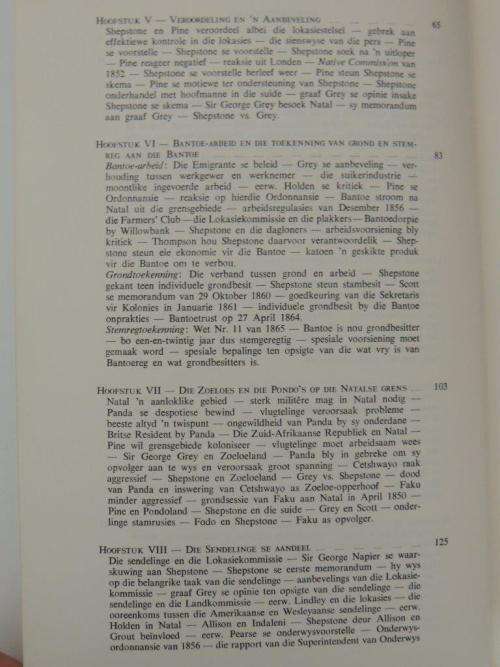 HOOFSTUK V — VEROORDELING EN 'N AANBEVELING 65
Shepstone en Pine veroordeel albei die lokasiestelsel — gebrek aan
effektiewe kontrole in die lokasies — die sienswyse van die pers — Pine
se voorstelle — Shepstone se voorstelle — Shepstone soek na 'n uitloper
— Pine reageer negatief — reaksie uit Londen — Native Commission van
1852 — Shepstone se voorstelle herleef weer — Pine steun Shepstone se
skema — Pine se motiewe ter ondersteuning van Shepstone — Shepstone
onderhandel met hoofmanne in die suide — graaf Grey se opinie insake
Shepstone se skema — Sir George Grey besoek Natal — sy memorandum
aan graaf Grey — Shepstone vs. Grey.
HOOFSTUK VI — BANTOE-ARBEID EN DIE TOEKENNING VAN GROND EN STEM-
REG AAN DIE BANTOE 83
Bantoe-arbeid: Die Emigrante se beleid — Grey se aanbeveling — ver-
houding tussen werkgewer en werknemer — die suikerindustrie —
moontlike ingevoerde arbeid — eerw. Holden se kritiek — Pine se
Ordonnansie — reaksie op hierdie Ordonnansie — Bantoe stroom na
Natal uit die grensgebiede — arbeidsregulasies van Desember 1856 —
die Farmers' Club — die Lokasiekommissie en die plakkers — Bantoedorpie
by Willowbank — Shepstone en die dagloners — arbeidsvoorsiening bly
kritiek — Thompson hou Shepstone daarvoor verantwoordelik — Shep-
stone steun eie ekonomie vir die Bantoe — katoen 'n geskikte produk
vir die Bantoe om te verbou.
Grondtoekenning: Die verband tussen grond en arbeid — Shepstone
gekant teen individuele grondbesit — Shepstone steun stambesit — Scott
se memorandum van 29 Oktober 1860 — goedkeuring van die Sekretaris
vir Kolonies in Januarie 1861 — individuele grondbesit by die Bantoe
onprakties — Bantoetrust op 27 April 1864.
Stemregtoekenning: Wet Nr. 11 van 1865 — Bantoe is nou grondbesitter
— bo een-en-twintig jaar dus stemgeregtig — spesiale voorsiening moet
gemaak word — spesiale bepalinge ten opsigte van die wat vry is van
Bantoereg en wat grondbesitters is.
HOOFSTUK VII — DIE ZOELOES EN DIE PONDO'S OP DIE NATALSE GRENS 103
Natal 'n aanloklike gebied — sterk militêre mag in Natal nodig —
Panda se despotiese bewind — vlugtelinge veroorsaak probleme —
beeste altyd 'n twispunt — ongewildheid van Panda by sy onderdane —
Britse Resident by Panda — Die Zuid-Afrikaanse Republiek en Natal —
Pine wil grensgebiede koloniseer — vlugtelinge moet arbeidsaam wees
— Sir George Grey en Zoeloeland — Panda bly in gebreke om sy
opvolger aan te wys en veroorsaak groot spanning — Cetshwayo raak
aggressief — Shepstone en Zoeloeland — Grey vs. Shepstone — dood
van Panda en inswering van Cetshwayo as Zoeloe-opperhoof — Faku
minder aggressief — grondsessie van Faku aan Natal in April 1850 —
Pine en Pondoland — Shepstone en die suide — Grey en Scott — onder-
linge stamrusies — Fodo en Shepstone — Faku as opvolger.
HOOFSTUK VIII — DIE SENDELINGE SE AANDEEL 125
Die sendelinge en die Lokasiekommissie — Sir George Napier se waar-
skuwing aan Shepstone — Shepstone se eerste memorandum — hy wys
op die belangrike taak van die sendelinge — aanbevelings van die Lokasie-
kommissie — graaf Grey se opinie ten opsigte van die sendelinge — die
sendelinge en die Landkommissie — eerw. Lindley en die lokasies — die
ooreenkoms tussen die Amerikaanse en Wesleyaanse sendelinge — eerw.
Holden in Natal — Allison en Indaleni — Shepstone deur Allison en
Grout beïnvloed — eerw. Pearse se onderwysvoorstelle — Onderwys-
ordonnansie van 1856 — die rapport van die Superintendent van Onderwys